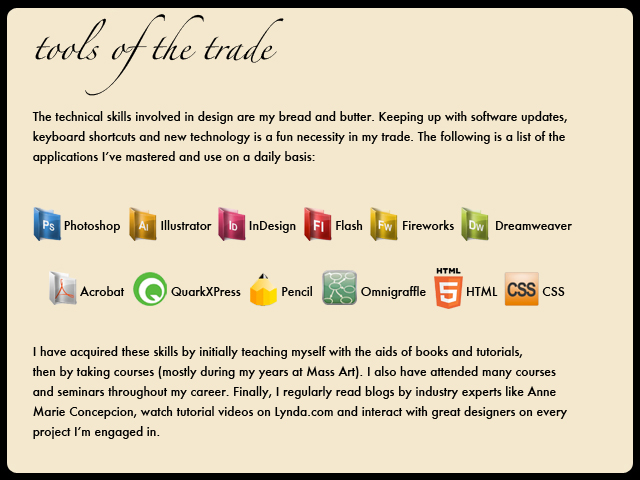 tools of the trade
The technical skills involved in design are my bread and butter. Keeping up with software updates,
keyboard shortcuts and new technology is a fun necessity in my trade. The following is a list of the
applications I've mastered and use on a daily basis:
Ps Photoshop Ai Illustrator ID InDesign Fl Flash Fw Fireworks Dw Dreamweaver
Acrobat QuarkXPress Pencil Omnigraffle HTML 5 HTML CSS CSS
I have acquired these skills by initially teaching myself with the aids of books and tutorials,
then by taking courses (mostly during my years at Mass Art). I also have attended many courses
and seminars throughout my career. Finally, I regularly read blogs by industry experts like Anne
Marie Concepcion, watch tutorial videos on Lynda.com and interact with great designers on every
project I'm engaged in.